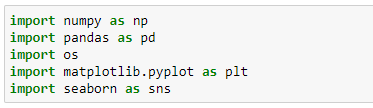 import numpy as np
import pandas as pd
import os
import matplotlib.pyplot as plt
import seaborn as sns